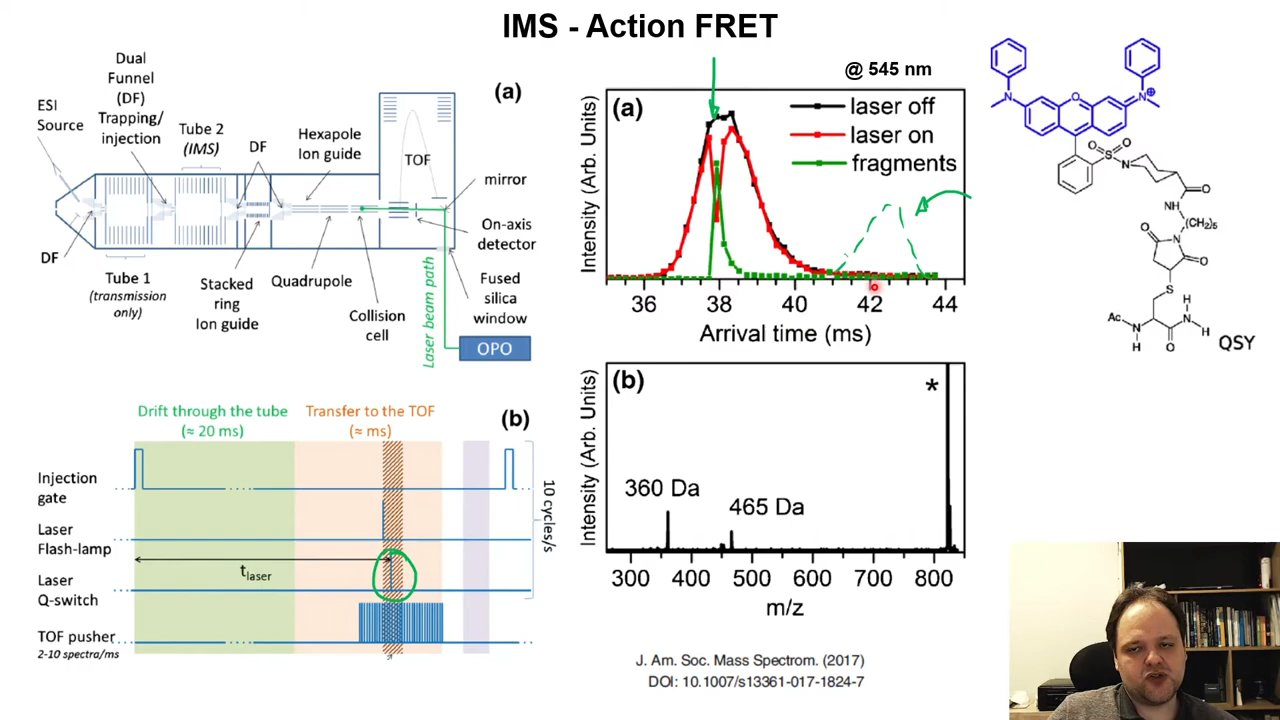 IMS - Action FRET
(a)
Dual
Funnel
(DF)
Trapping/
injection
ESI
Source
Tube 2
(IMS)
DF
Hexapole
Ion guide
TOF
mirror
On-axis
detector
DF
Tube 1
(transmission
only)
Stacked
ring
Ion guide
Quadrupole
Collision
cell
Laser beam path
Fused
silica
window
OPO
Drift through the tube
(≈ 20 ms)
Transfer to the TOF
(≈ ms)
(b)
Injection
gate
Laser
Flash-lamp
tlaser
Laser
Q-switch
TOF pusher
2-10 spectra/ms
10 cycles/s
@ 545 nm
(a)
laser off
laser on
fragments
Intensity (Arb. Units)
36 38 40 42 44
Arrival time (ms)
(b)
*
360 Da
465 Da
Intensity (Arb. Units)
300 400 500 600 700 800
m/z
J. Am. Soc. Mass Spectrom. (2017)
DOI: 10.1007/s13361-017-1824-7
N
O
N⊕
O O
S
N
O
NH
(CH2)5
O
N
O
S
H
Ac
N
N
H
H
O
QSY